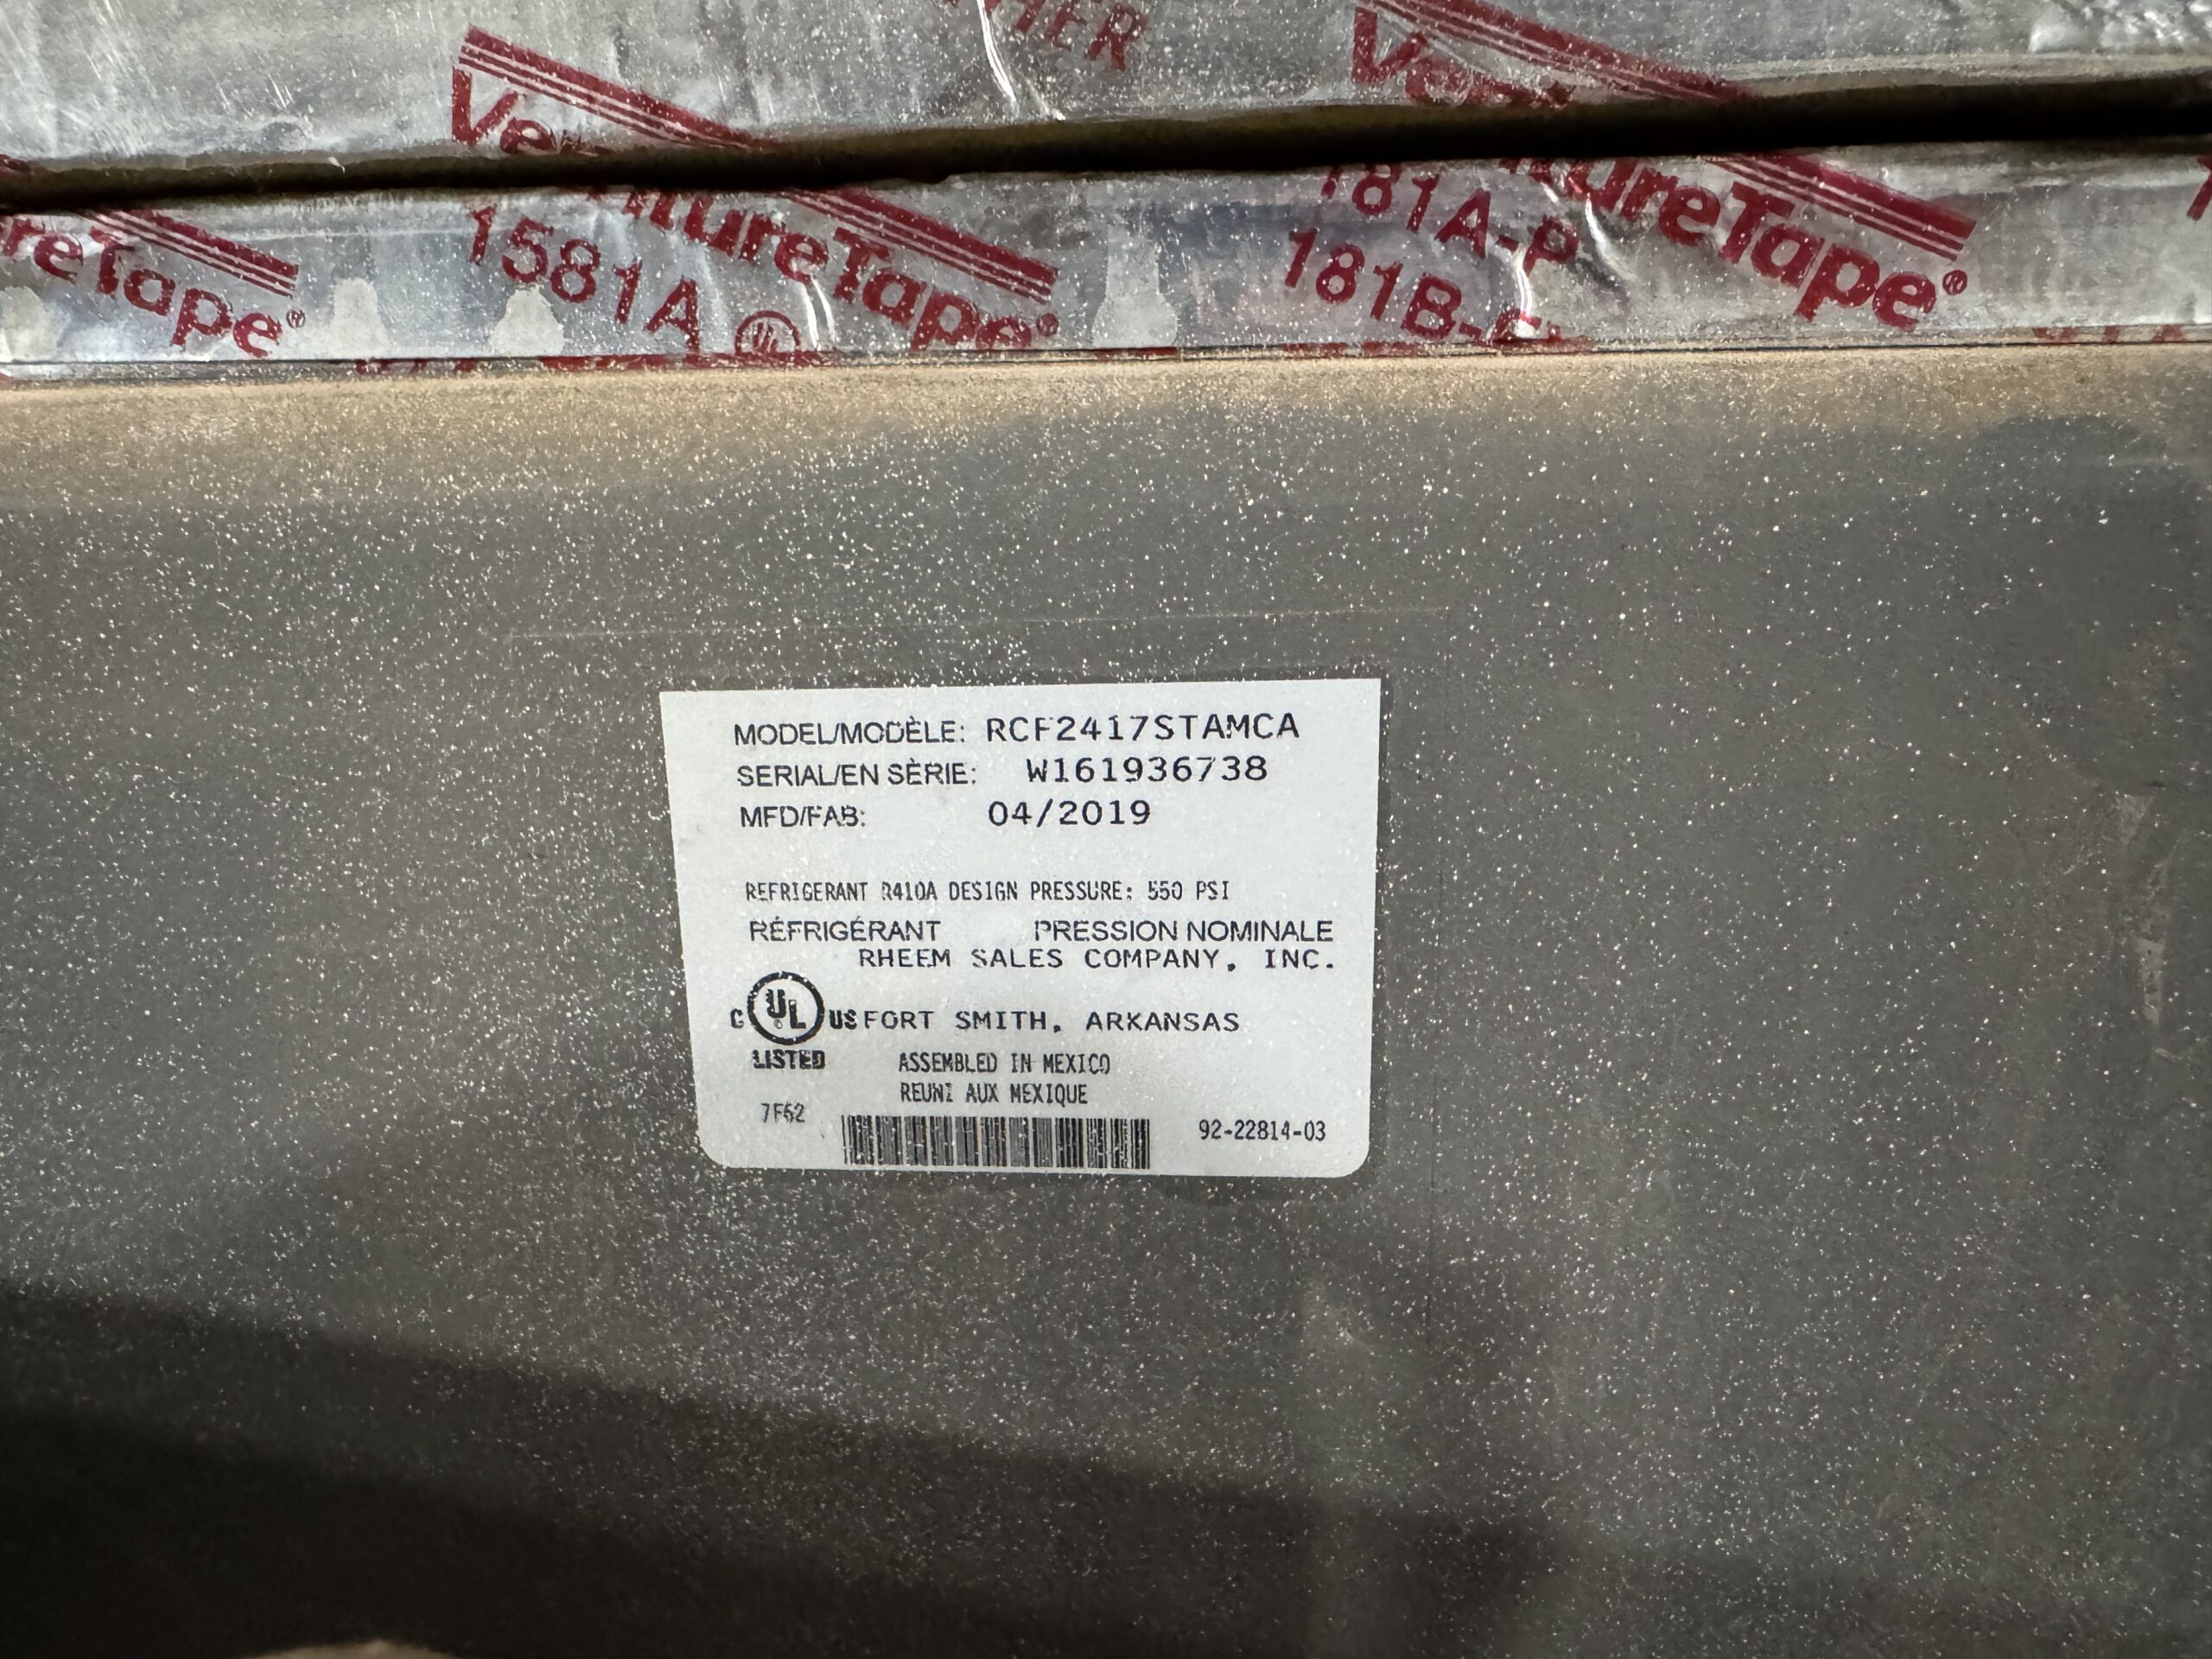 VentureTape®
1581A
UL
VentureTape®
181A-P
181B-
VentureTape®
MODEL/MODÈLE: RCF2417STAMCA
SERIAL/EN SÈRIE: W161936738
MFD/FAB: 04/2019
REFRIGERANT R410A DESIGN PRESSURE: 550 PSI
RÉFRIGÉRANT PRESSION NOMINALE
RHEEM SALES COMPANY, INC.
C UL US FORT SMITH, ARKANSAS
LISTED
ASSEMBLED IN MEXICO
REUNI AUX MEXIQUE
7F62
92-22814-03